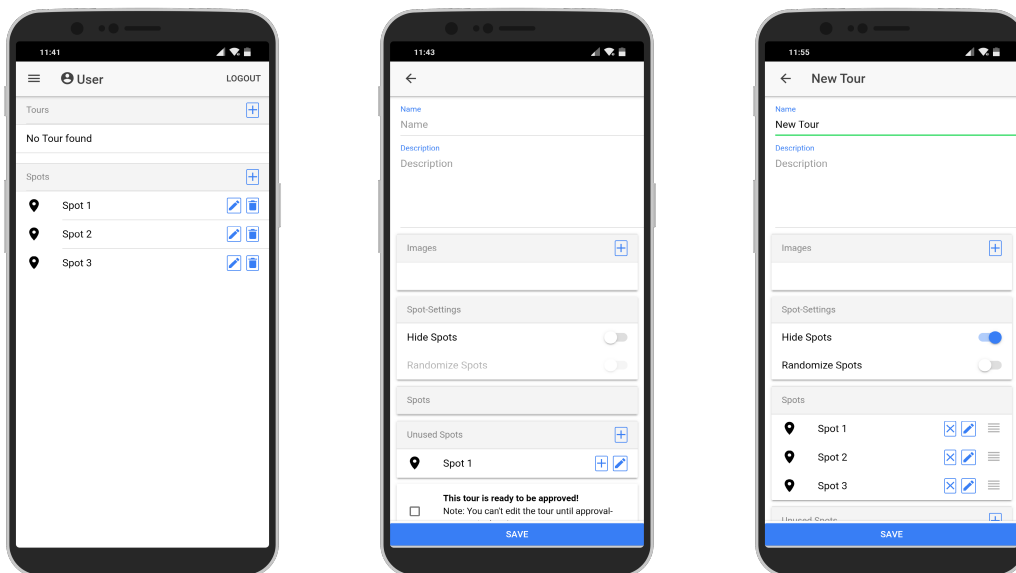 11:41
User
LOGOUT
Tours
No Tour found
Spots
Spot 1
Spot 2
Spot 3
11:43
Name
Name
Description
Description
Images
Spot-Settings
Hide Spots
Randomize Spots
Spots
Unused Spots
Spot 1
This tour is ready to be approved!
Note: You can't edit the tour until approval-
SAVE
11:55
New Tour
Name
New Tour
Description
Description
Images
Spot-Settings
Hide Spots
Randomize Spots
Spots
Spot 1
Spot 2
Spot 3
Unused Spots
SAVE